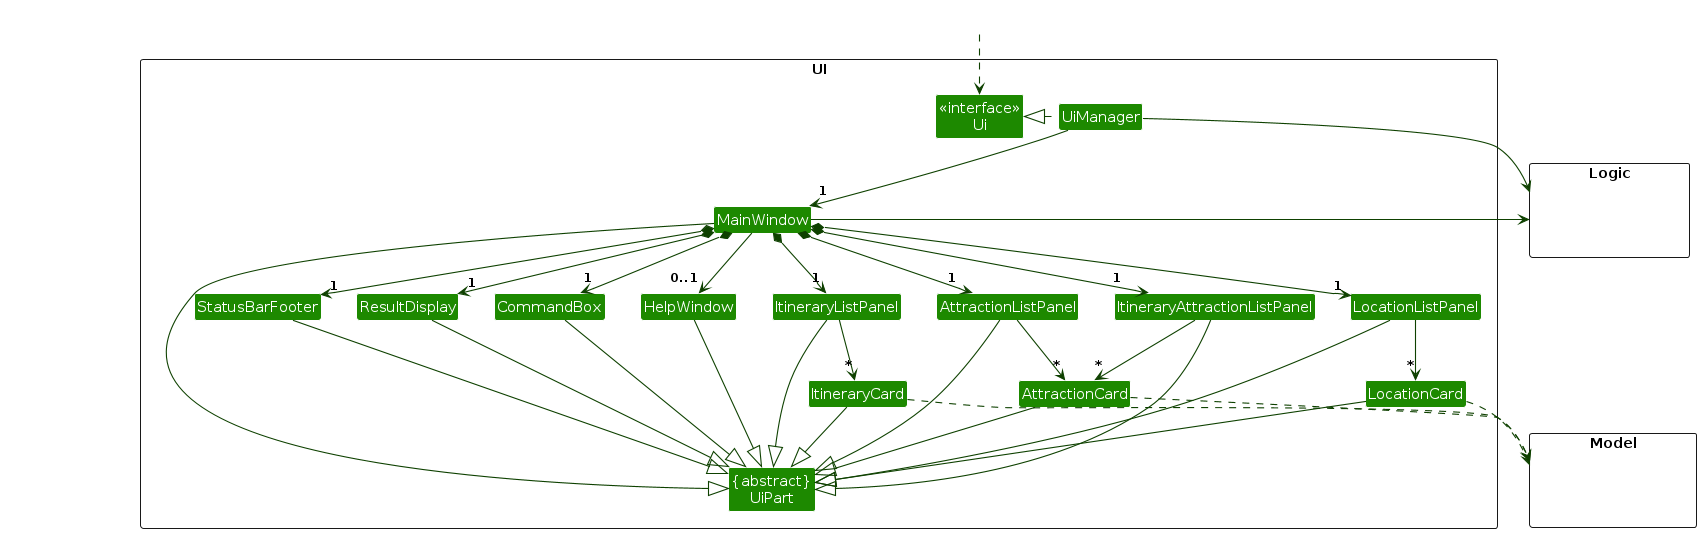 UI
«interface»
Ui
UiManager
1
Logic
MainWindow
1
1
1
0..1
1
1
1
1
StatusBarFooter
ResultDisplay
CommandBox
HelpWindow
ItineraryListPanel
AttractionListPanel
ItineraryAttractionListPanel
LocationListPanel
*
*
*
*
ItineraryCard
AttractionCard
LocationCard
Model
{abstract}
UiPart